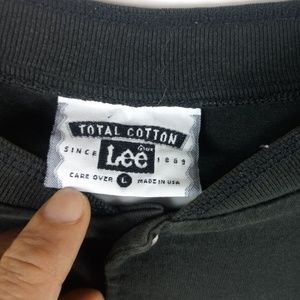 TOTAL COTTON
SINCE Lee 1889
CARE OVER L MADE IN USA